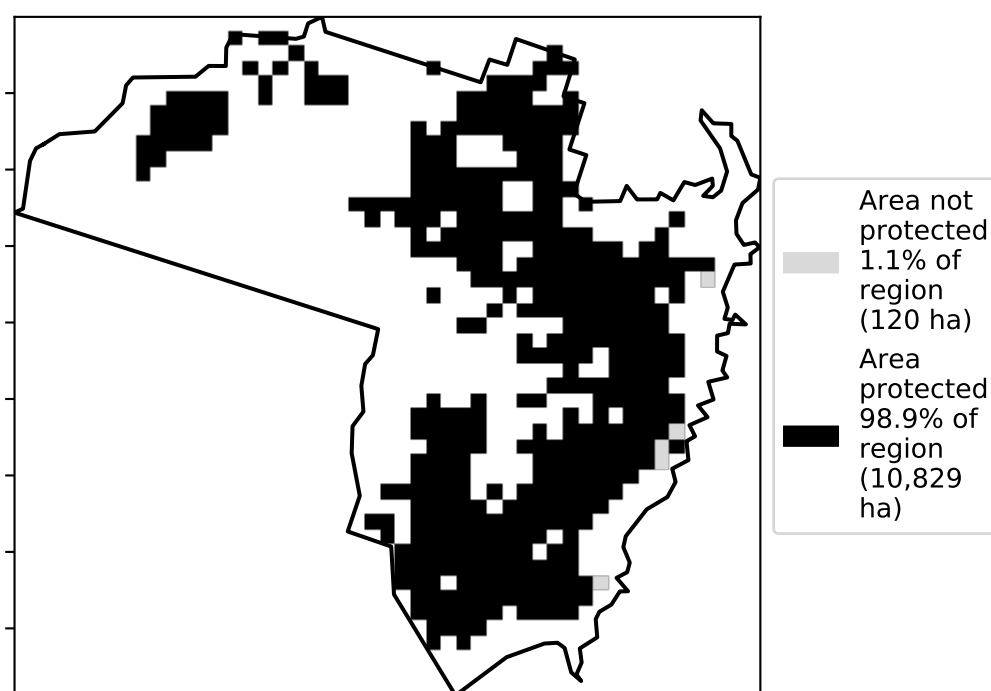 Area not
protected
1.1% of
region
(120 ha)
Area
protected
98.9% of
region
(10,829
ha)